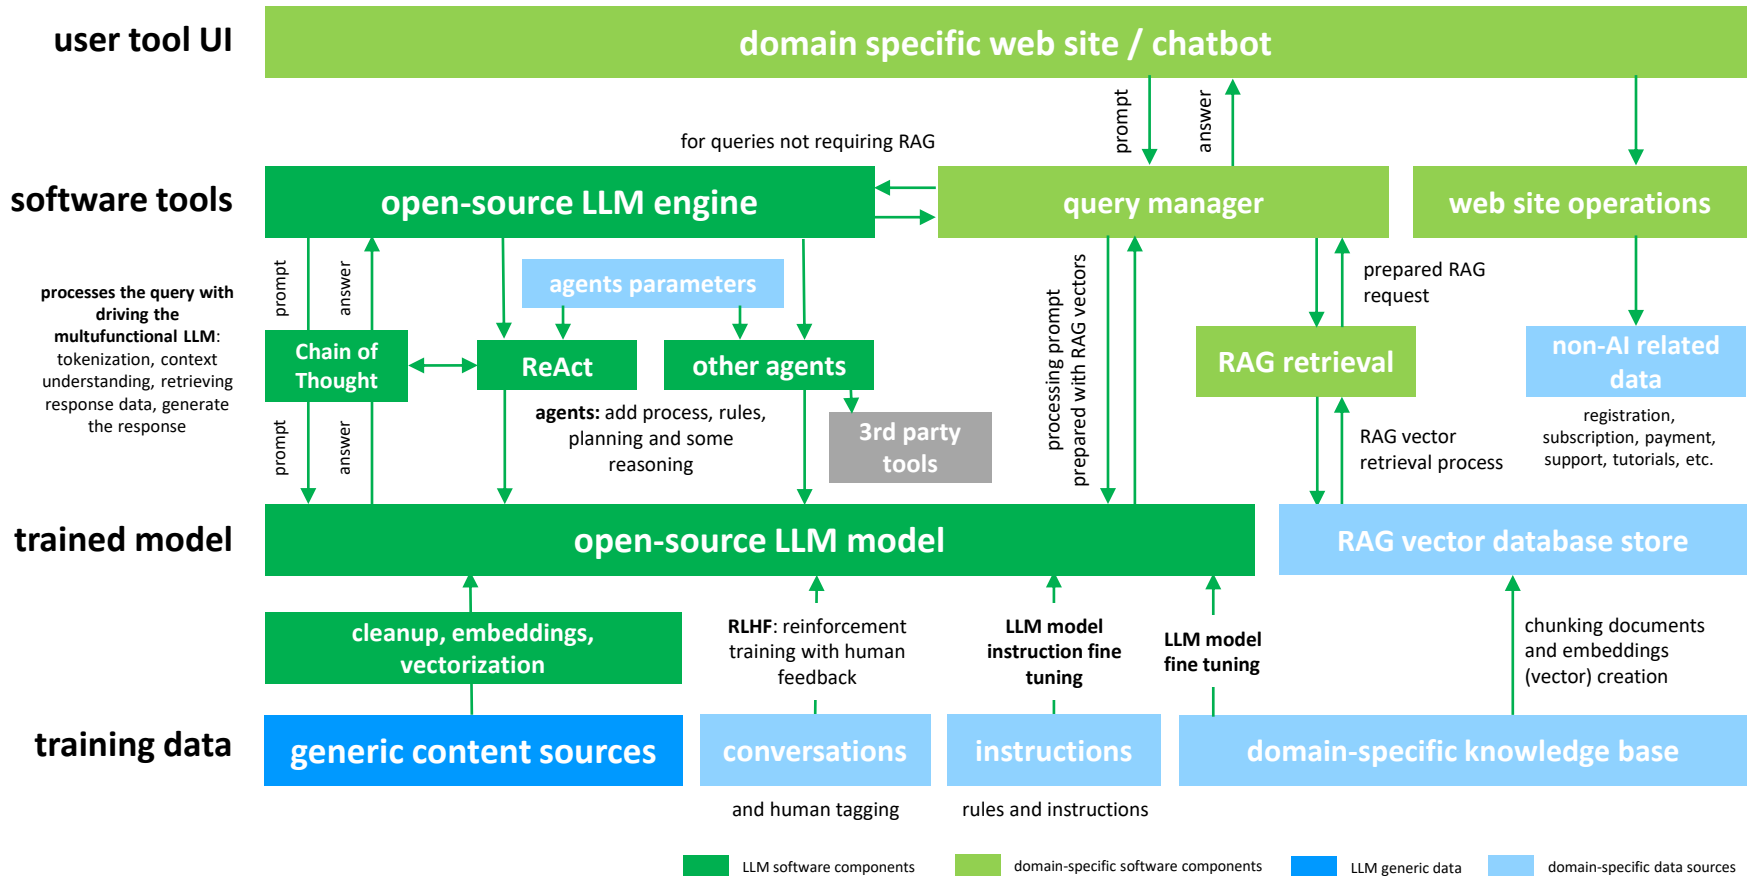 user tool UI
domain specific web site / chatbot
prompt
answer
for queries not requiring RAG
software tools
open-source LLM engine
query manager
web site operations
processes the query with
driving the
multufunctional LLM:
tokenization, context
understanding, retrieving
response data, generate
the response
prompt
answer
agents parameters
Chain of
Thought
ReAct
other agents
agents: add process, rules,
planning and some
reasoning
3rd party
tools
prompt
answer
processing prompt
prepared with RAG vectors
prepared RAG
request
RAG retrieval
RAG vector
retrieval process
non-AI related
data
registration,
subscription, payment,
support, tutorials, etc.
trained model
open-source LLM model
RAG vector database store
cleanup, embeddings,
vectorization
RLHF: reinforcement
training with human
feedback
LLM model
instruction fine
tuning
LLM model
fine tuning
chunking documents
and embeddings
(vector) creation
training data
generic content sources
conversations
instructions
domain-specific knowledge base
and human tagging
rules and instructions
LLM software components
domain-specific software components
LLM generic data
domain-specific data sources